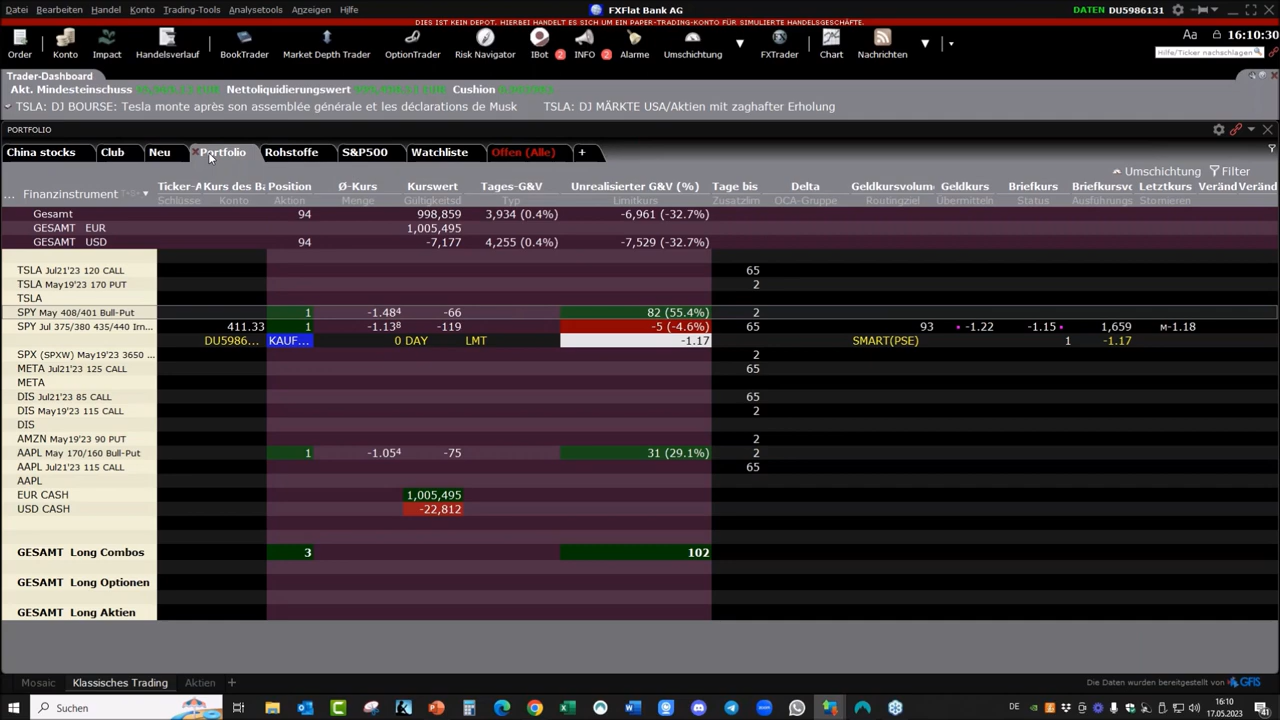 Datei Bearbeiten Handel Konto Trading-Tools Analysetools Hilfe FXFlat Bank AG DATEN DU5986131
DIES IST KEIN DEPOT. HIERBEI HANDELT ES SICH UM EIN PAPER-TRADING-KONTO FÜR SIMULIERTE HANDELSGESCHÄFTE.
Aa 16:10:30
Order Konto Impact Handelsverlauf BookTrader Market Depth Trader OptionTrader Risk Navigator IBot 2 INFO 2 Alarme Umschichtung FXTrader Chart Nachrichten
Hilfe/Ticker nachschlagen
Trader-Dashboard
Akt. Mindesteinschuss Nettoliquidierungswert Cushion
TSLA: DJ BOURSE: Tesla monte après son assemblée générale et les déclarations de Musk TSLA: DJ MÄRKTE USA/Aktien mit zaghafter Erholung
PORTFOLIO
China stocks Club Neu Portfolio Rohstoffe S&P500 Watchliste Offen (Alle) +
Umschichtung Filter
... Finanzinstrument Ticker-A Kurs des Ba Position Ø-Kurs Kurswert Tages-G&V Unrealisierter G&V (%) Tage bis Delta Geldkursvolum Geldkurs Briefkurs Briefkursvc Letztkurs Veränd Veränd
Schlüsse Konto Aktion Menge Gültigkeitsd Typ Limitkurs Zusatzlim OCA-Gruppe Routingziel Übermitteln Status Ausführungs Stornieren
Gesamt 94 998,859 3,934 (0.4%) -6,961 (-32.7%)
GESAMT EUR 1,005,495
GESAMT USD 94 -7,177 4,255 (0.4%) -7,529 (-32.7%)
TSLA Jul21'23 120 CALL 65
TSLA May19'23 170 PUT 2
TSLA
SPY May 408/401 Bull-Put 1 -1.48⁴ -66 82 (55.4%) 2
SPY Jul 375/380 435/440 Im... 411.33 1 -1.13⁸ -119 -5 (-4.6%) 65 93 -1.22 -1.15 1,659 M-1.18
DU5986... KAUF... 0 DAY LMT -1.17 SMART(PSE) 1 -1.17
SPX (SPXW) May19'23 3650 ... 2
META Jul21'23 125 CALL 65
META
DIS Jul21'23 85 CALL 65
DIS May19'23 115 CALL 2
DIS
AMZN May19'23 90 PUT 2
AAPL May 170/160 Bull-Put 1 -1.05⁴ -75 31 (29.1%) 2
AAPL Jul21'23 115 CALL 65
AAPL
EUR CASH 1,005,495
USD CASH -22,812
GESAMT Long Combos 3 102
GESAMT Long Optionen
GESAMT Long Aktien
Mosaic Klassisches Trading Aktien + Die Daten wurden bereitgestellt von GFIS
Suchen DE 16:10
17.05.2023